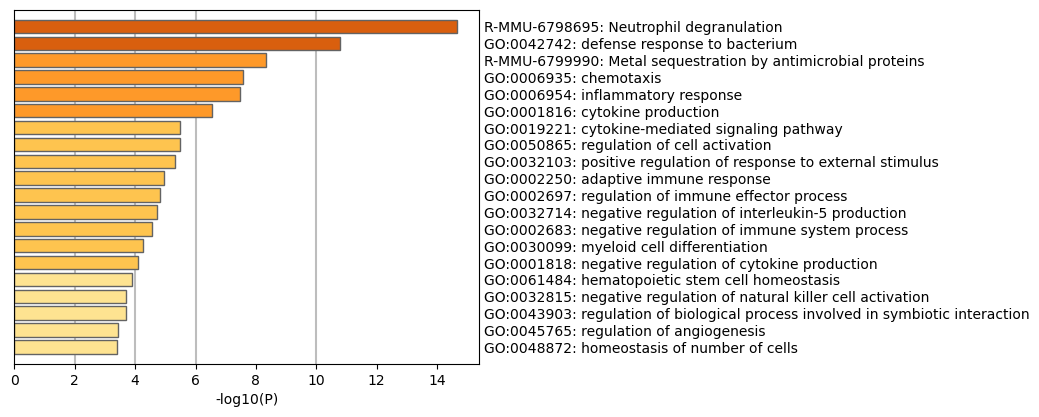 R-MMU-6798695: Neutrophil degranulation
GO:0042742: defense response to bacterium
R-MMU-6799990: Metal sequestration by antimicrobial proteins
GO:0006935: chemotaxis
GO:0006954: inflammatory response
GO:0001816: cytokine production
GO:0019221: cytokine-mediated signaling pathway
GO:0050865: regulation of cell activation
GO:0032103: positive regulation of response to external stimulus
GO:0002250: adaptive immune response
GO:0002697: regulation of immune effector process
GO:0032714: negative regulation of interleukin-5 production
GO:0002683: negative regulation of immune system process
GO:0030099: myeloid cell differentiation
GO:0001818: negative regulation of cytokine production
GO:0061484: hematopoietic stem cell homeostasis
GO:0032815: negative regulation of natural killer cell activation
GO:0043903: regulation of biological process involved in symbiotic interaction
GO:0045765: regulation of angiogenesis
GO:0048872: homeostasis of number of cells
0 2 4 6 8 10 12 14
-log10(P)